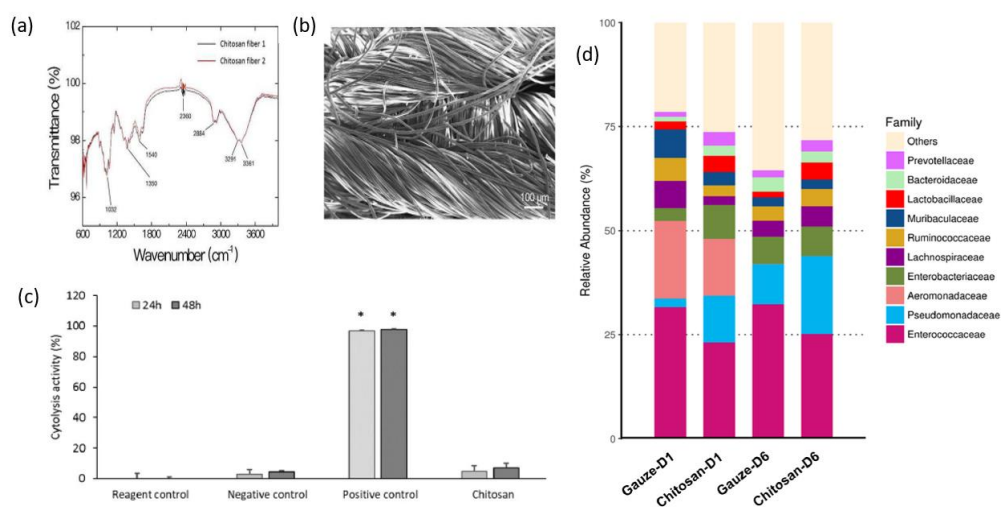 (a)
102
100
98
96
Transmittance (%)
Chitosan fiber 1
Chitosan fiber 2
1032
1350
1540
2360
2884
3291
3361
600
1200
1800
2400
3000
3600
Wavenumber (cm⁻¹)
(b)
100 µm
(c)
120
100
80
60
40
20
0
Cytolysis activity (%)
24h
48h
*
*
Reagent control
Negative control
Positive control
Chitosan
(d)
100
75
50
25
0
Relative Abundance (%)
Gauze-D1
Chitosan-D1
Gauze-D6
Chitosan-D6
Family
Others
Prevotellaceae
Bacteroidaceae
Lactobacillaceae
Muribaculaceae
Ruminococcaceae
Lachnospiraceae
Enterobacteriaceae
Aeromonadaceae
Pseudomonadaceae
Enterococcaceae